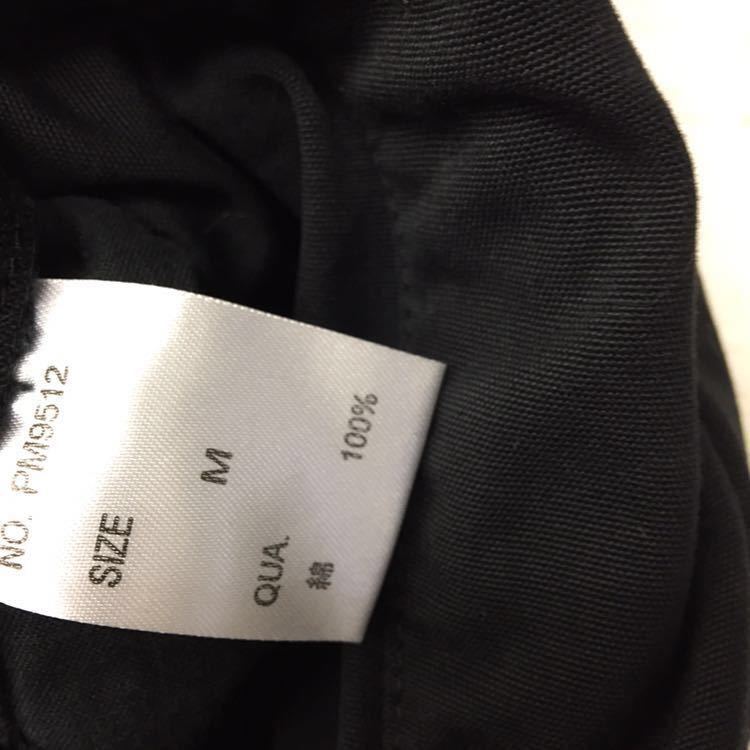 NO. PM9512
SIZE M
QUA.
綿 100%